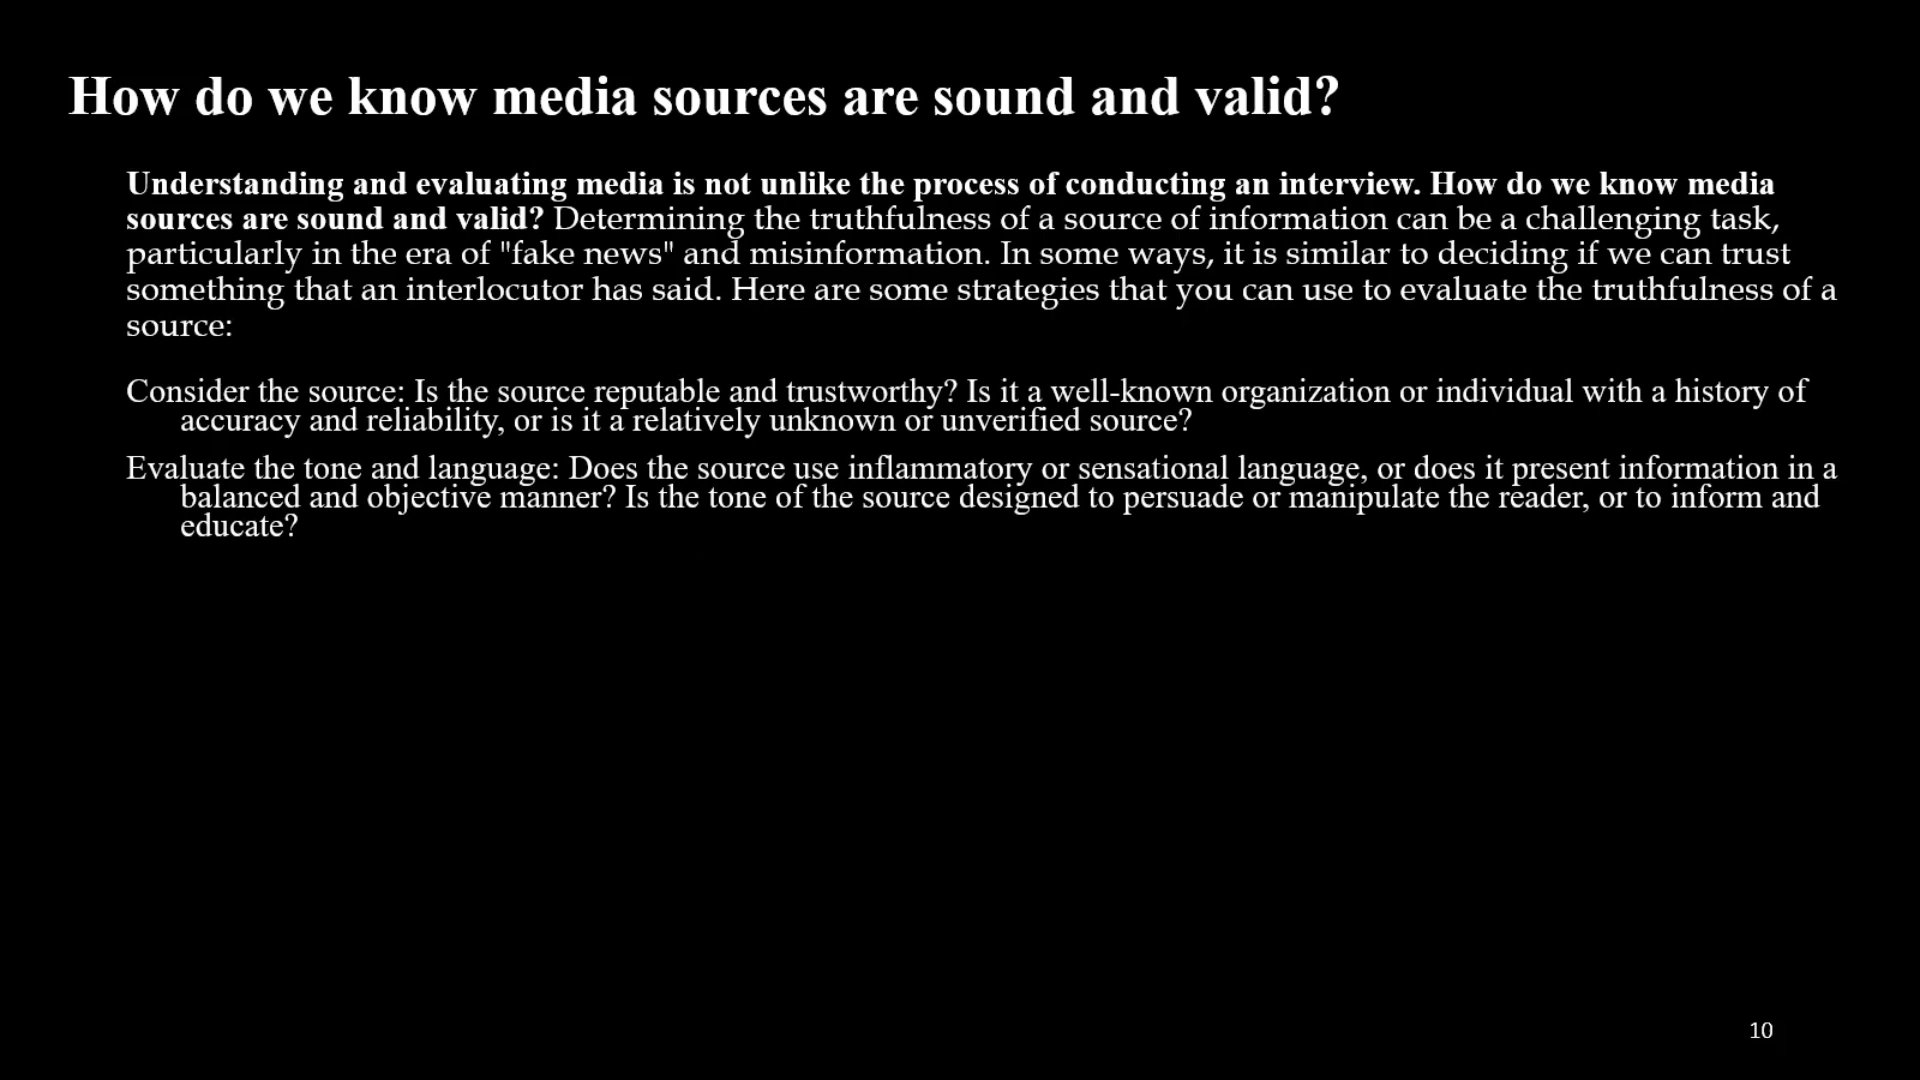 How do we know media sources are sound and valid?
Understanding and evaluating media is not unlike the process of conducting an interview. How do we know media
sources are sound and valid? Determining the truthfulness of a source of information can be a challenging task,
particularly in the era of "fake news" and misinformation. In some ways, it is similar to deciding if we can trust
something that an interlocutor has said. Here are some strategies that you can use to evaluate the truthfulness of a
source:
Consider the source: Is the source reputable and trustworthy? Is it a well-known organization or individual with a history of
accuracy and reliability, or is it a relatively unknown or unverified source?
Evaluate the tone and language: Does the source use inflammatory or sensational language, or does it present information in a
balanced and objective manner? Is the tone of the source designed to persuade or manipulate the reader, or to inform and
educate?
10